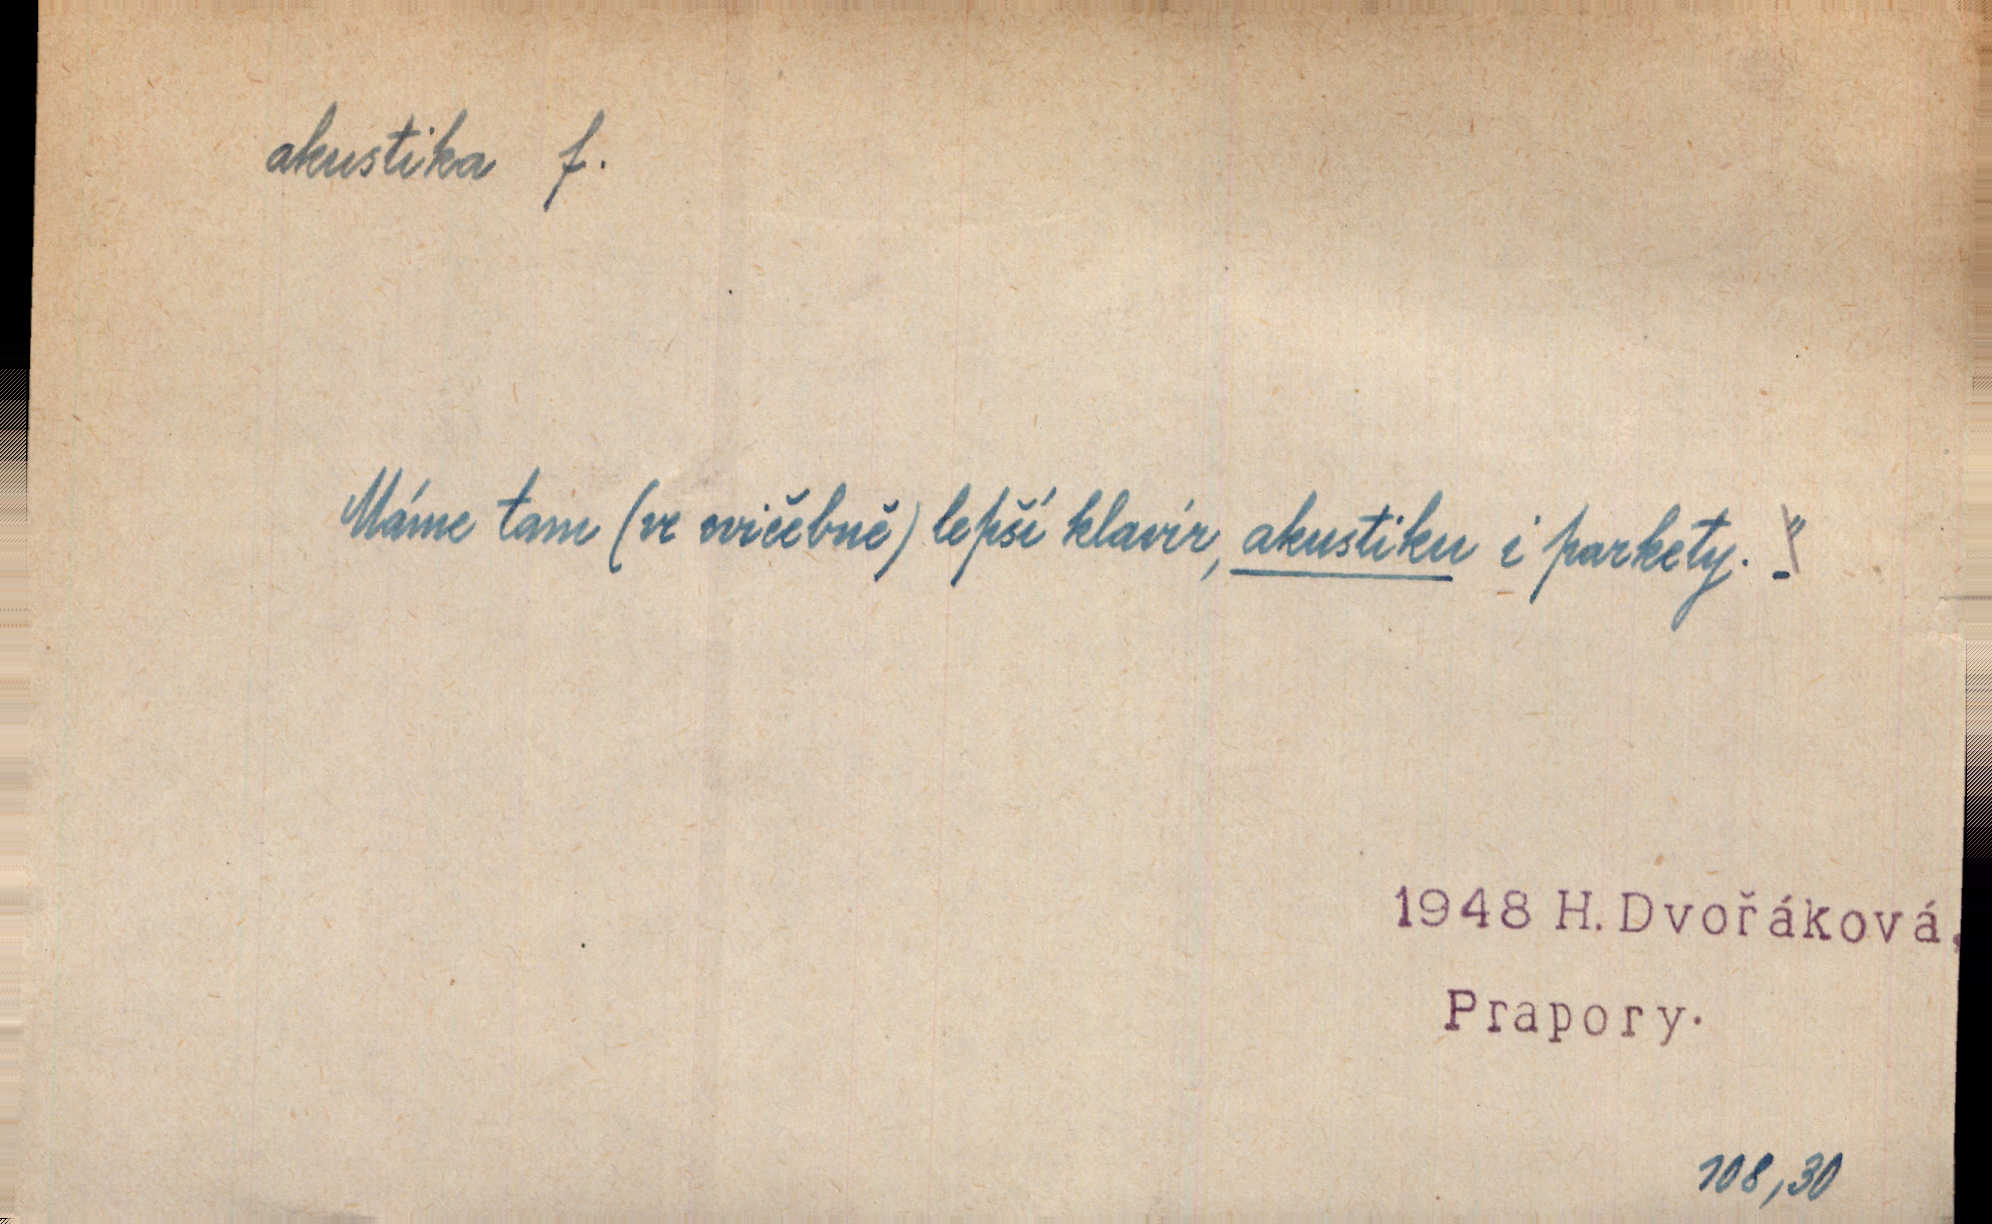 akustika f.
Máme tam (ve cvičebně) lepší klavír, akustiku i parkety. -"
1948 H. Dvořáková,
Prapory.
108,30